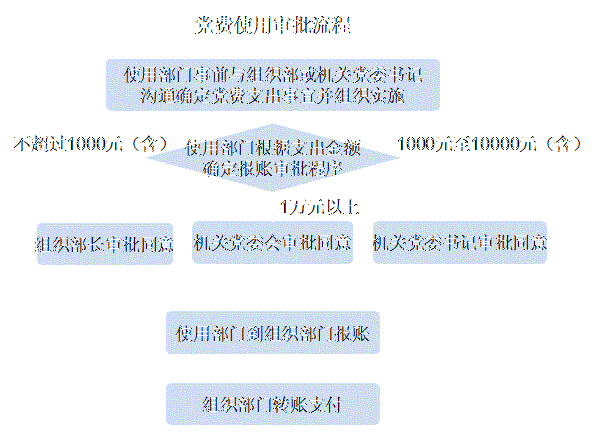 党费使用审批流程
使用部门事前与组织部或机关党委书记
沟通确定党费支出事宜并组织实施
不超过1000元（含）
使用部门根据支出金额
确定报账审批程序
1000元至10000元（含）
1万元以上
组织部长审批同意
机关党委会审批同意
机关党委书记审批同意
使用部门到组织部门报账
组织部门转账支付